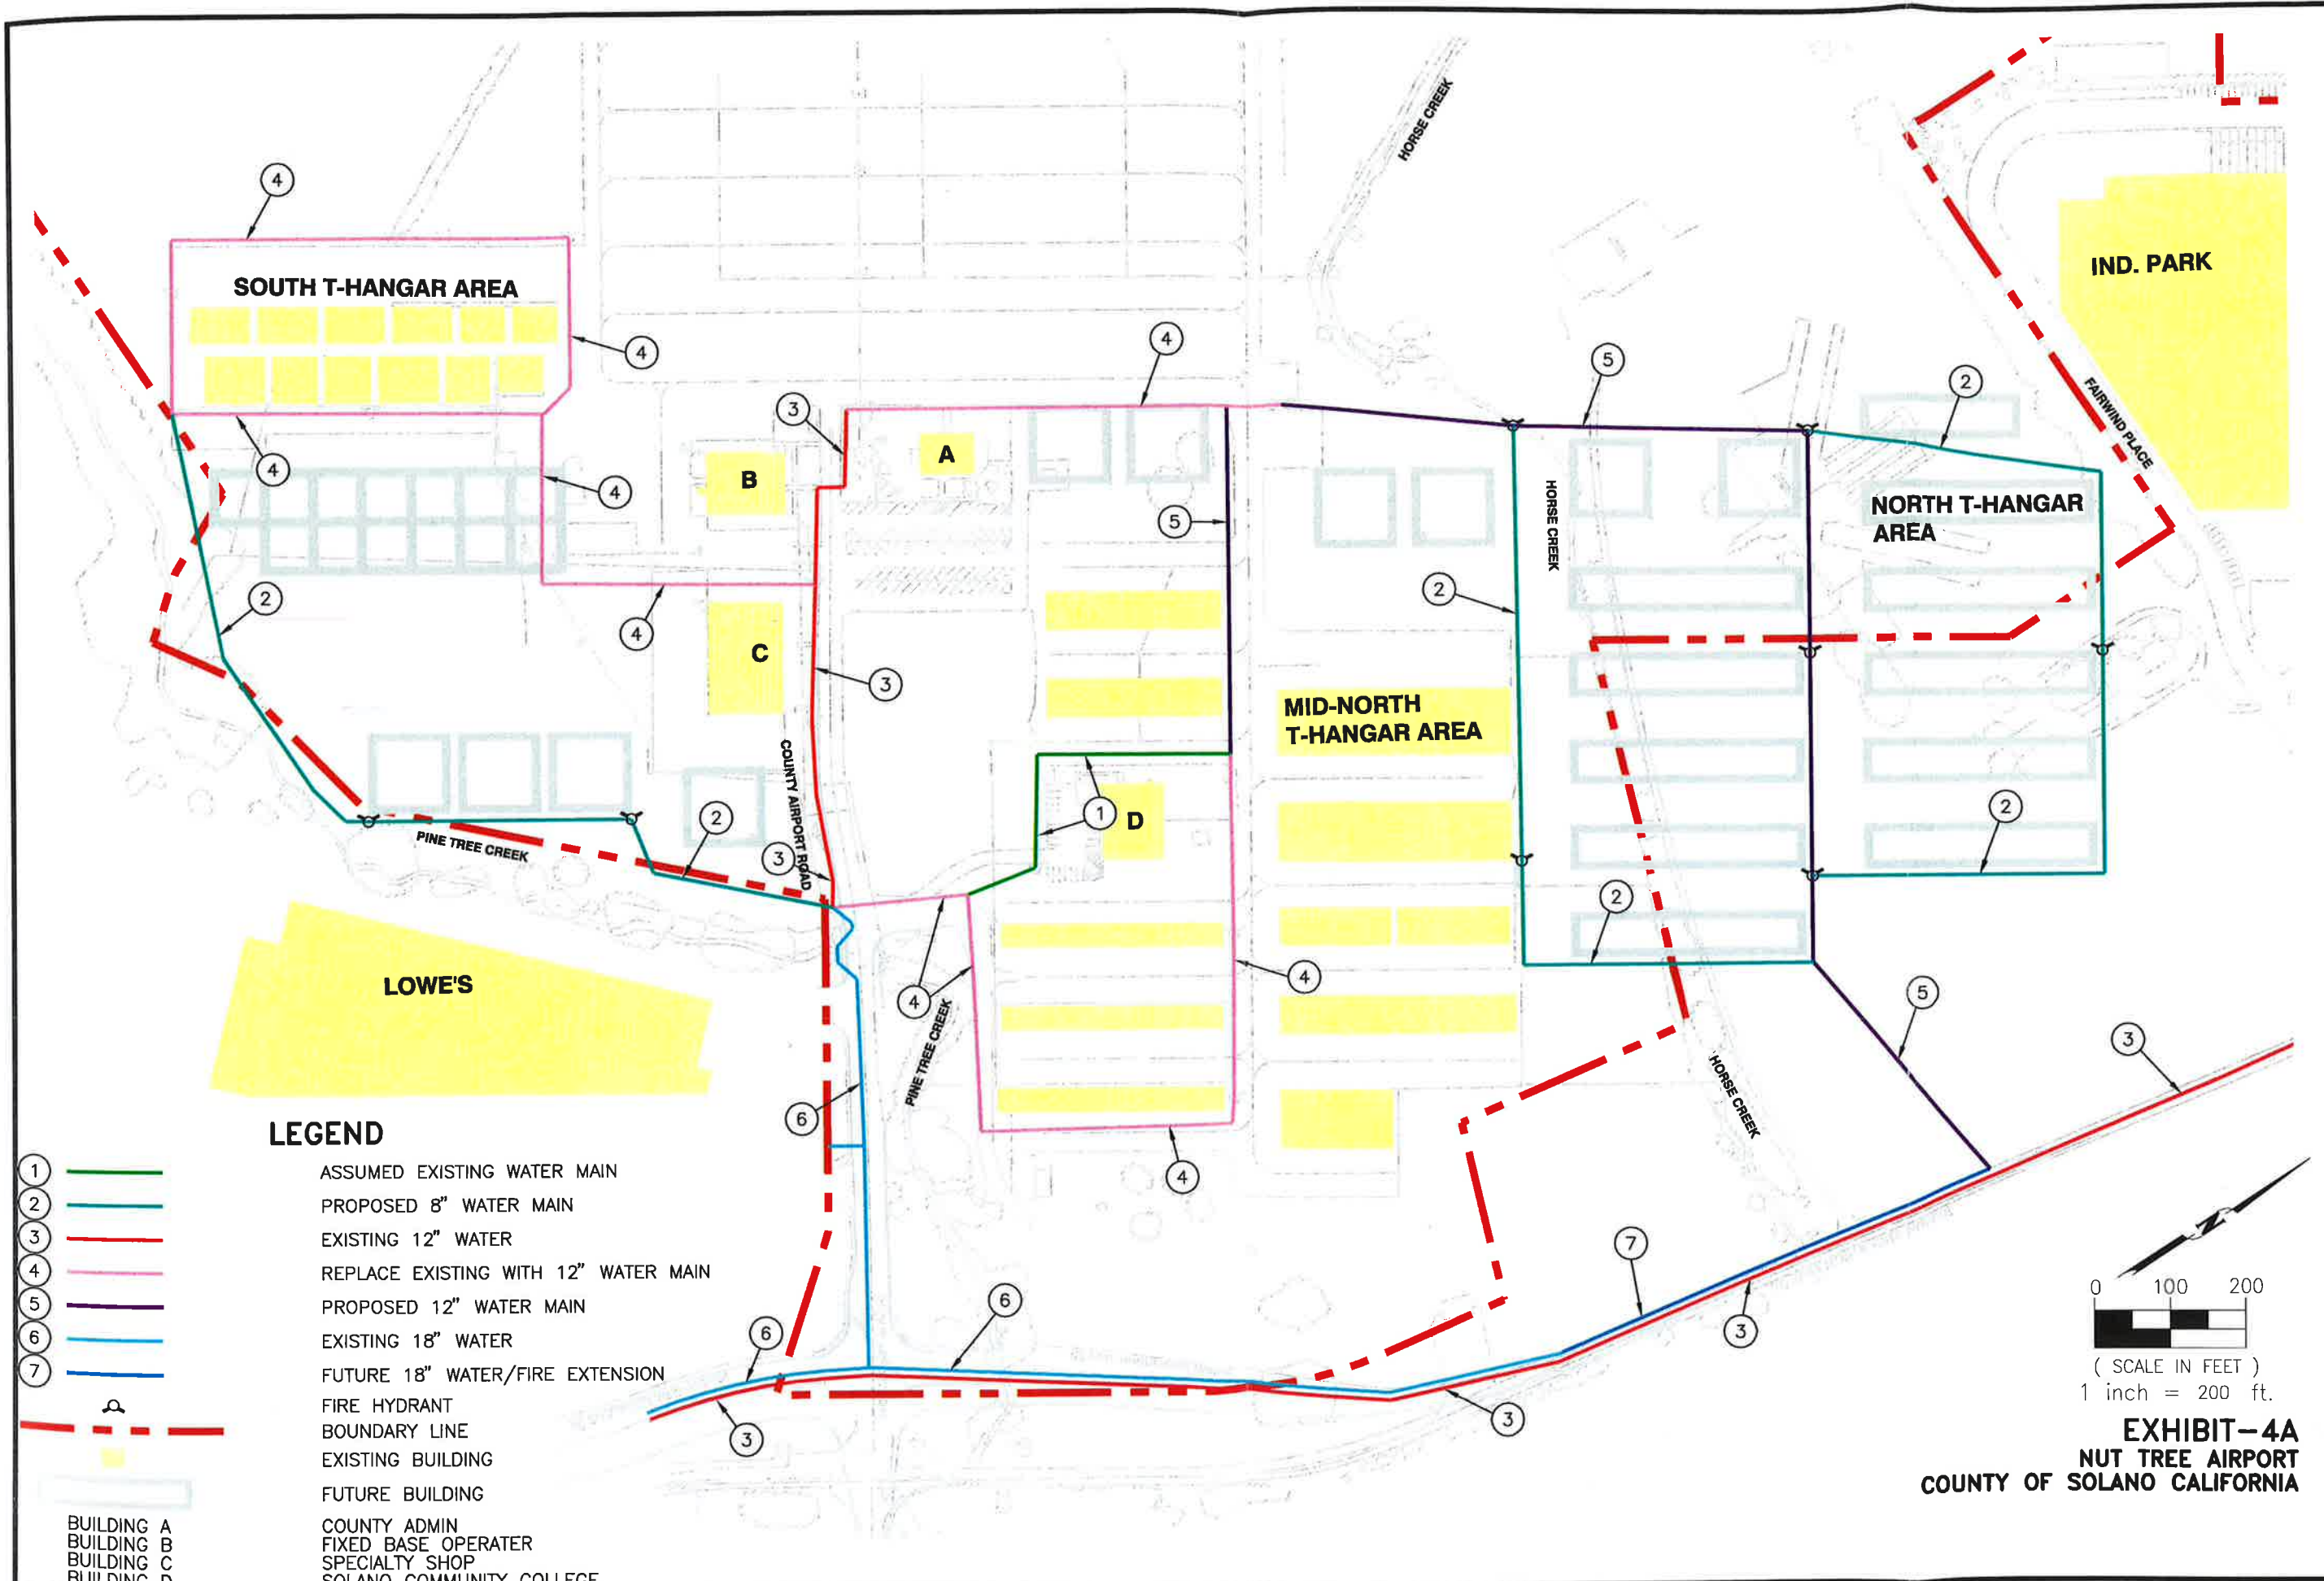 HORSE CREEK
4
IND. PARK
SOUTH T-HANGAR AREA
4
4
5
2
FAIRWIND PLACE
3
A
B
4
4
5
HORSE CREEK
NORTH T-HANGAR
AREA
2
2
4
C
3
MID-NORTH
T-HANGAR AREA
COUNTY AIRPORT ROAD
1
D
2
2
PINE TREE CREEK
3
2
LOWE'S
4
4
PINE TREE CREEK
5
3
HORSE CREEK
6
4
7
6
6
3
3
3
N
LEGEND
1 ASSUMED EXISTING WATER MAIN
2 PROPOSED 8" WATER MAIN
3 EXISTING 12" WATER
4 REPLACE EXISTING WITH 12" WATER MAIN
5 PROPOSED 12" WATER MAIN
6 EXISTING 18" WATER
7 FUTURE 18" WATER/FIRE EXTENSION
FIRE HYDRANT
BOUNDARY LINE
EXISTING BUILDING
FUTURE BUILDING
BUILDING A COUNTY ADMIN
BUILDING B FIXED BASE OPERATER
BUILDING C SPECIALTY SHOP
BUILDING D SOLANO COMMUNITY COLLEGE
0 100 200
( SCALE IN FEET )
1 inch = 200 ft.
EXHIBIT-4A
NUT TREE AIRPORT
COUNTY OF SOLANO CALIFORNIA